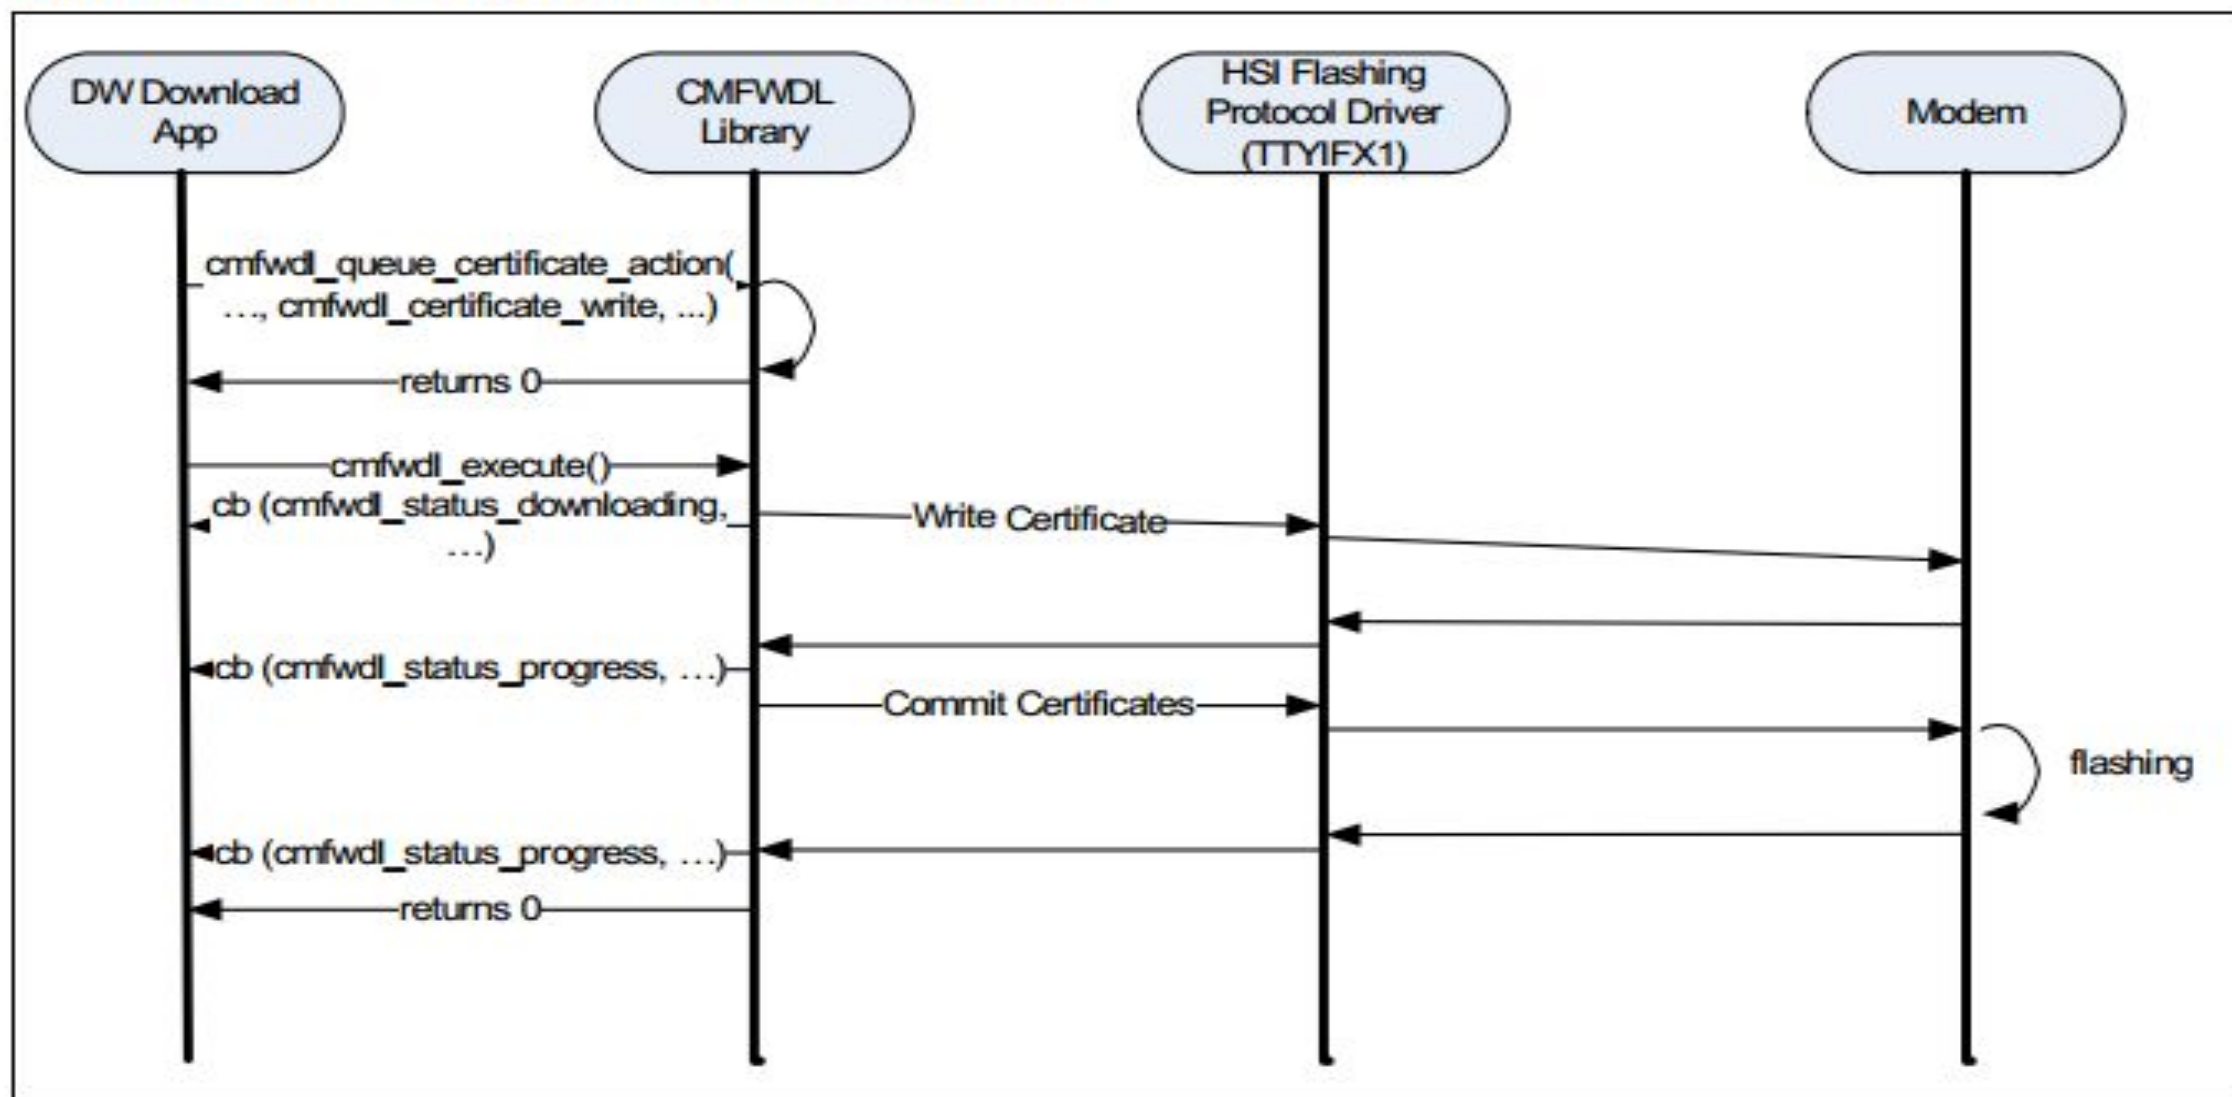 DW Download
App
CMFWDL
Library
HSI Flashing
Protocol Driver
(TTYIFX1)
Modem
cmfwdl_queue_certificate_action(
…, cmfwdl_certificate_write, ...)
returns 0
cmfwdl_execute()
cb (cmfwdl_status_downloading,
…)
Write Certificate
cb (cmfwdl_status_progress, …)
Commit Certificates
flashing
cb (cmfwdl_status_progress, …)
returns 0